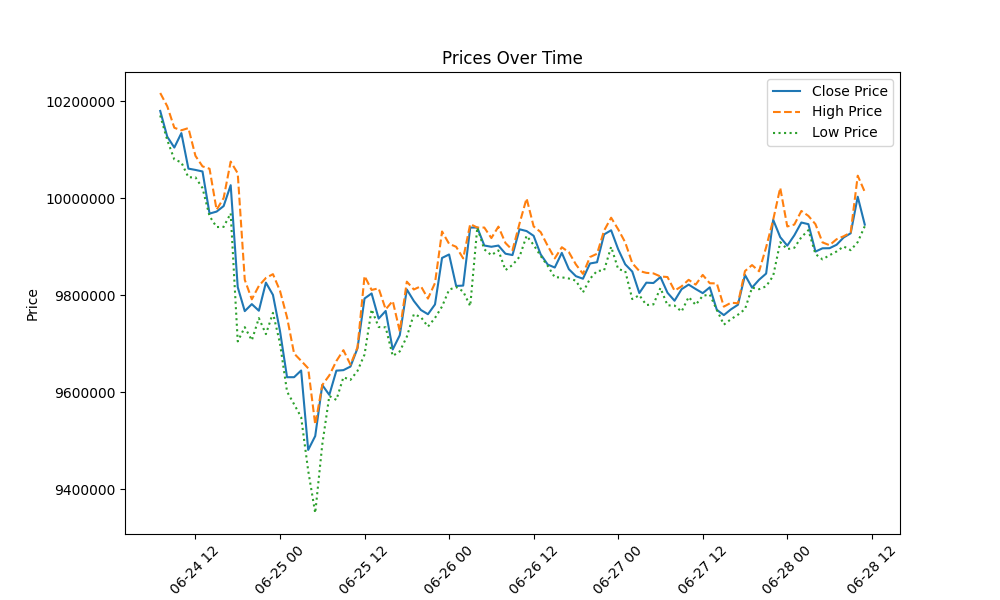 Prices Over Time
Close Price
High Price
Low Price
Price
10200000
10000000
9800000
9600000
9400000
06-24 12
06-25 00
06-25 12
06-26 00
06-26 12
06-27 00
06-27 12
06-28 00
06-28 12